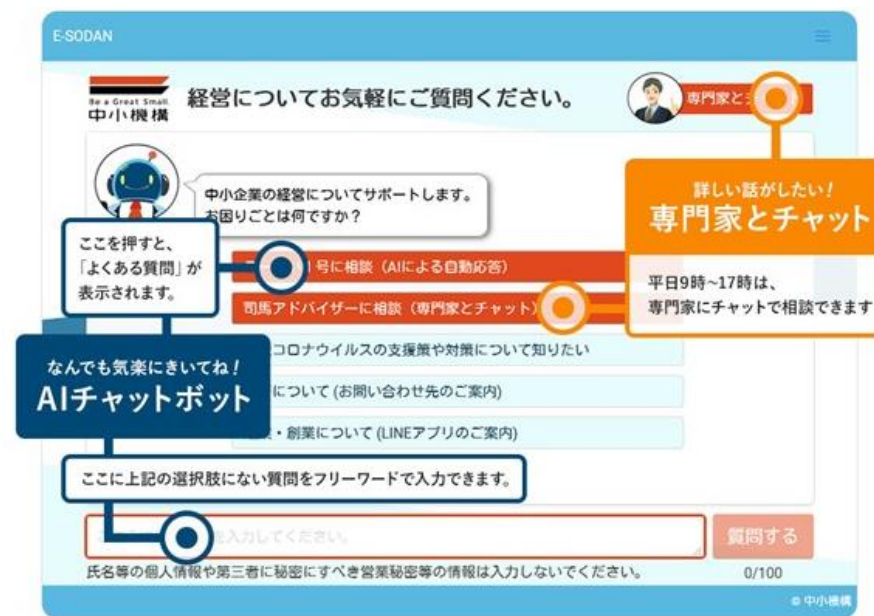 E-SODAN
Be a Great Small.
中小機構
経営についてお気軽にご質問ください。
専門家と
詳しい話がしたい！
専門家とチャット
平日9時~17時は、
専門家にチャットで相談できます
中小企業の経営についてサポートします。
お困りごとは何ですか？
ここを押すと、
「よくある質問」が
表示されます。
号に相談（AIによる自動応答）
司馬アドバイザーに相談（専門家とチャット）
コロナウイルスの支援策や対策について知りたい
について (お問い合わせ先のご案内)
・創業について (LINEアプリのご案内)
なんでも気楽にきいてね！
AIチャットボット
ここに上記の選択肢にない質問をフリーワードで入力できます。
を入力してください。
質問する
氏名等の個人情報や第三者に秘密にすべき営業秘密等の情報は入力しないでください。
0/100
© 中小機構